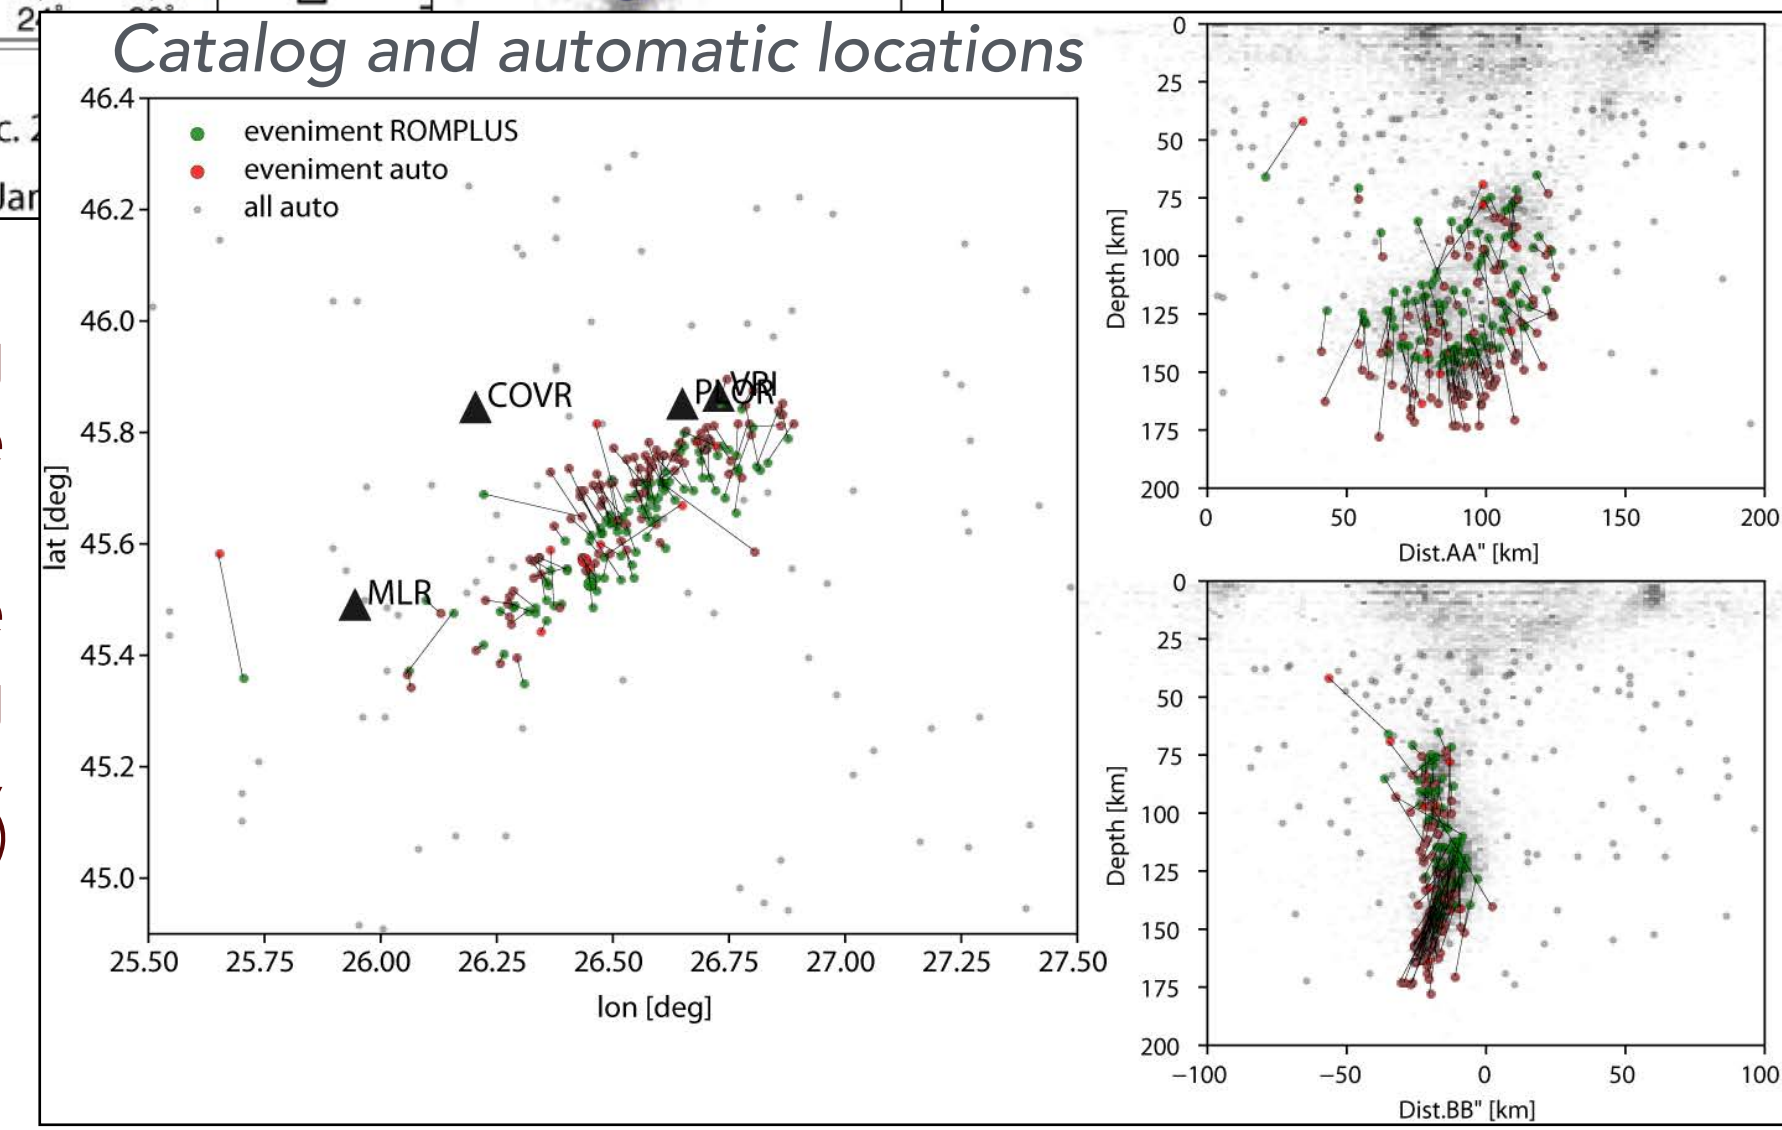 Catalog and automatic locations
46.4
46.2
46.0
45.8
45.6
45.4
45.2
45.0
lat [deg]
eveniment ROMPLUS
eveniment auto
all auto
COVR
PLOR
VRI
MLR
25.50 25.75 26.00 26.25 26.50 26.75 27.00 27.25 27.50
lon [deg]
0
25
50
75
100
125
150
175
200
Depth [km]
0 50 100 150 200
Dist.AA" [km]
0
25
50
75
100
125
150
175
200
Depth [km]
−100 −50 0 50 100
Dist.BB" [km]